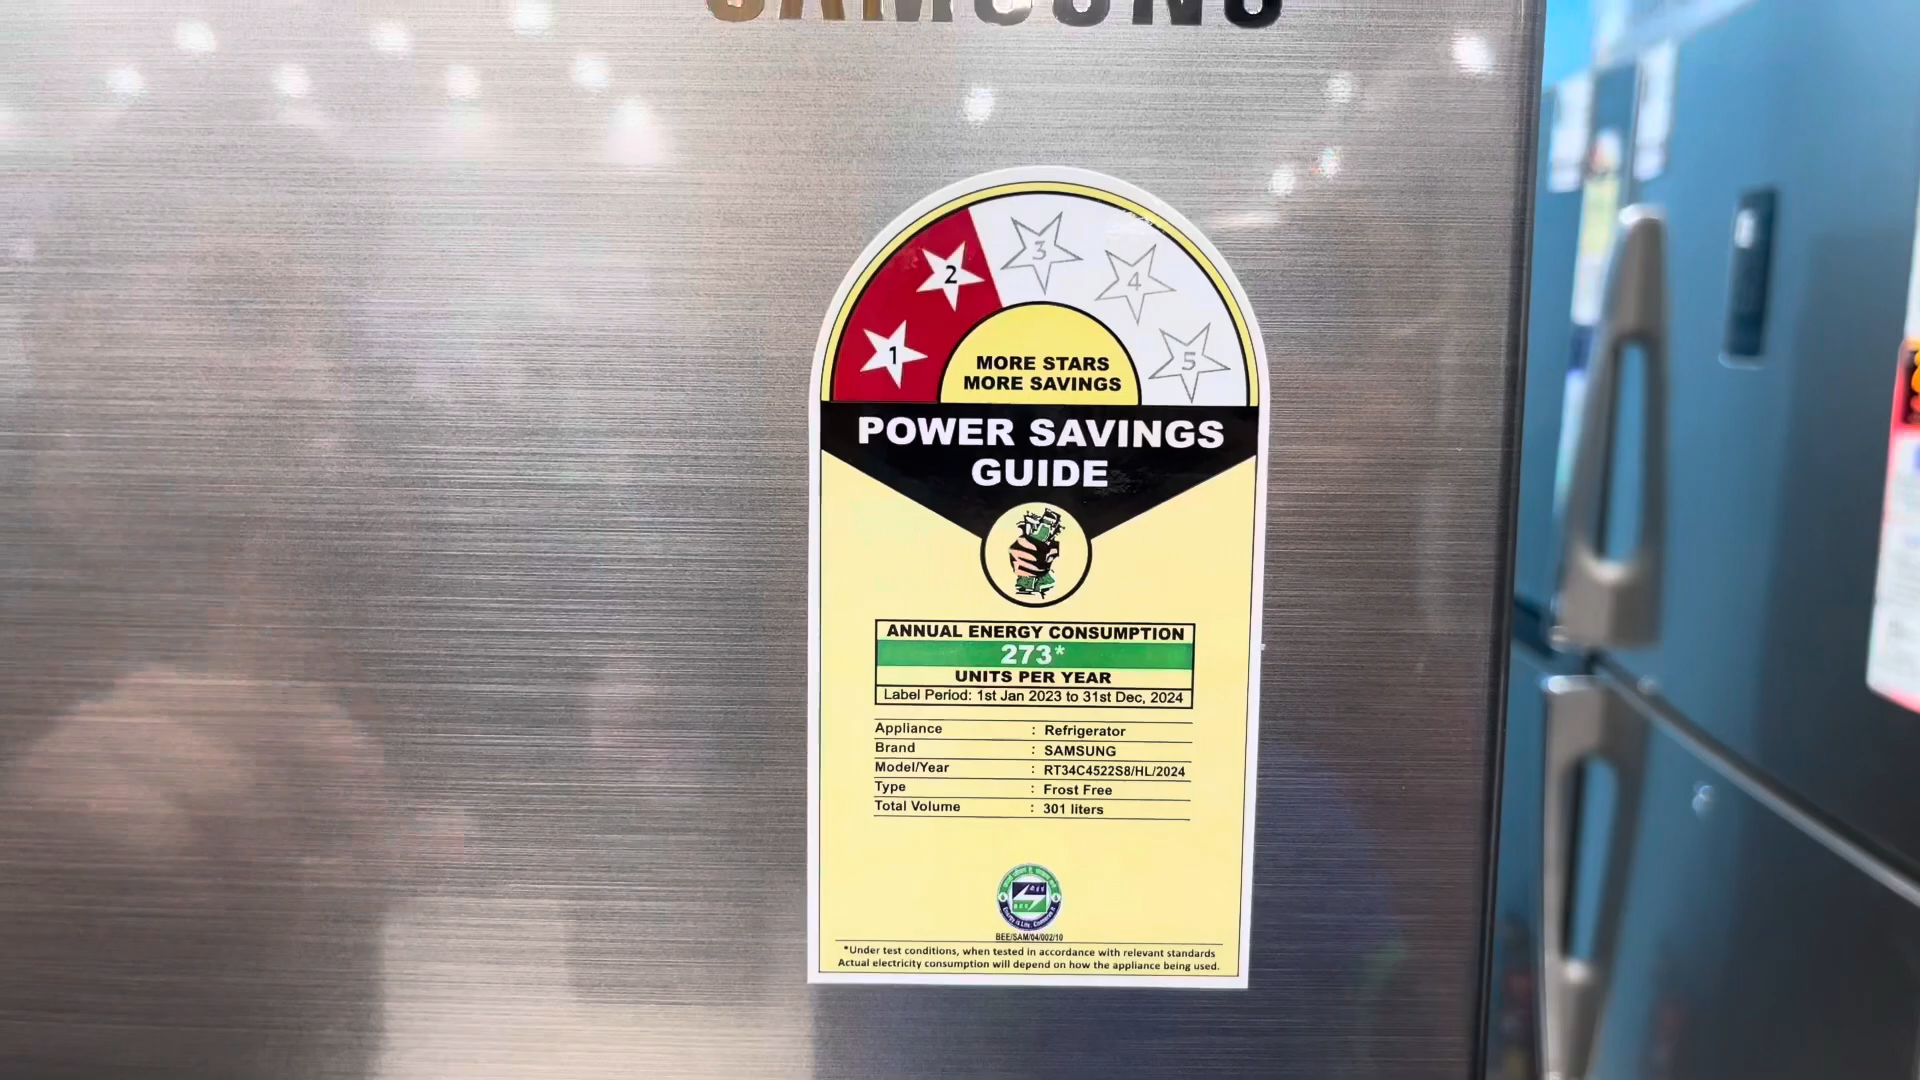 SAMSUNG
1
2
3
4
5
MORE STARS
MORE SAVINGS
POWER SAVINGS
GUIDE
ANNUAL ENERGY CONSUMPTION
273*
UNITS PER YEAR
Label Period: 1st Jan 2023 to 31st Dec, 2024
Appliance : Refrigerator
Brand : SAMSUNG
Model/Year : RT34C4522S8/HL/2024
Type : Frost Free
Total Volume : 301 liters
BEE/SAM/04/002/10
*Under test conditions, when tested in accordance with relevant standards
Actual electricity consumption will depend on how the appliance being used.